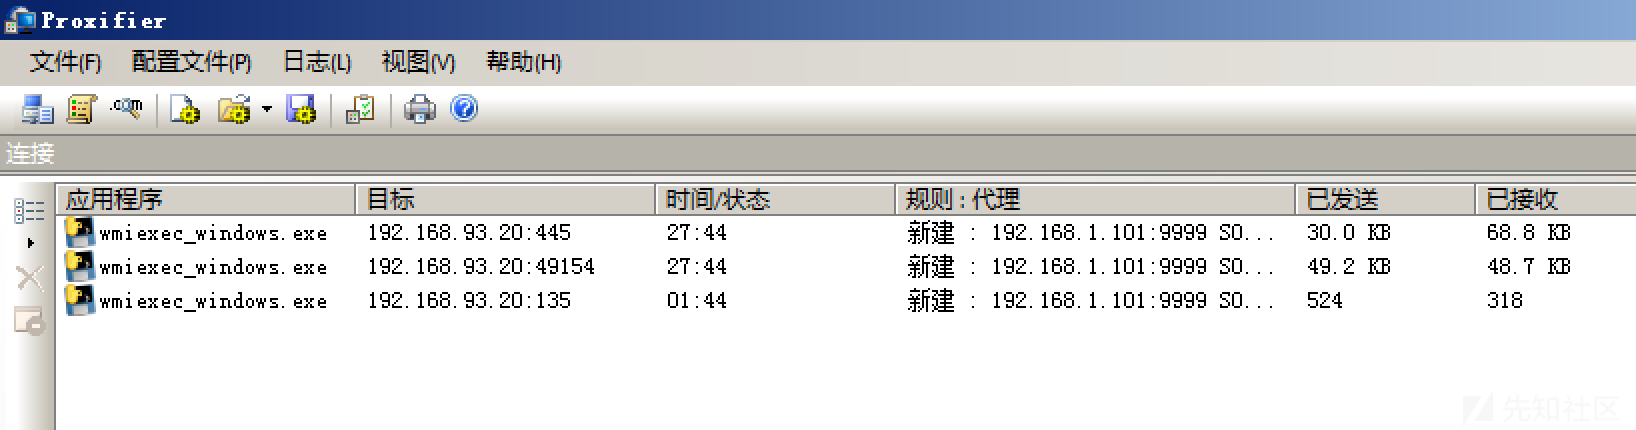 Proxifier
文件(F) 配置文件(P) 日志(L) 视图(V) 帮助(H)
.com
连接
应用程序 目标 时间/状态 规则 : 代理 已发送 已接收
wmiexec_windows.exe 192.168.93.20:445 27:44 新建 : 192.168.1.101:9999 SO... 30.0 KB 68.8 KB
wmiexec_windows.exe 192.168.93.20:49154 27:44 新建 : 192.168.1.101:9999 SO... 49.2 KB 48.7 KB
wmiexec_windows.exe 192.168.93.20:135 01:44 新建 : 192.168.1.101:9999 SO... 524 318
先知社区